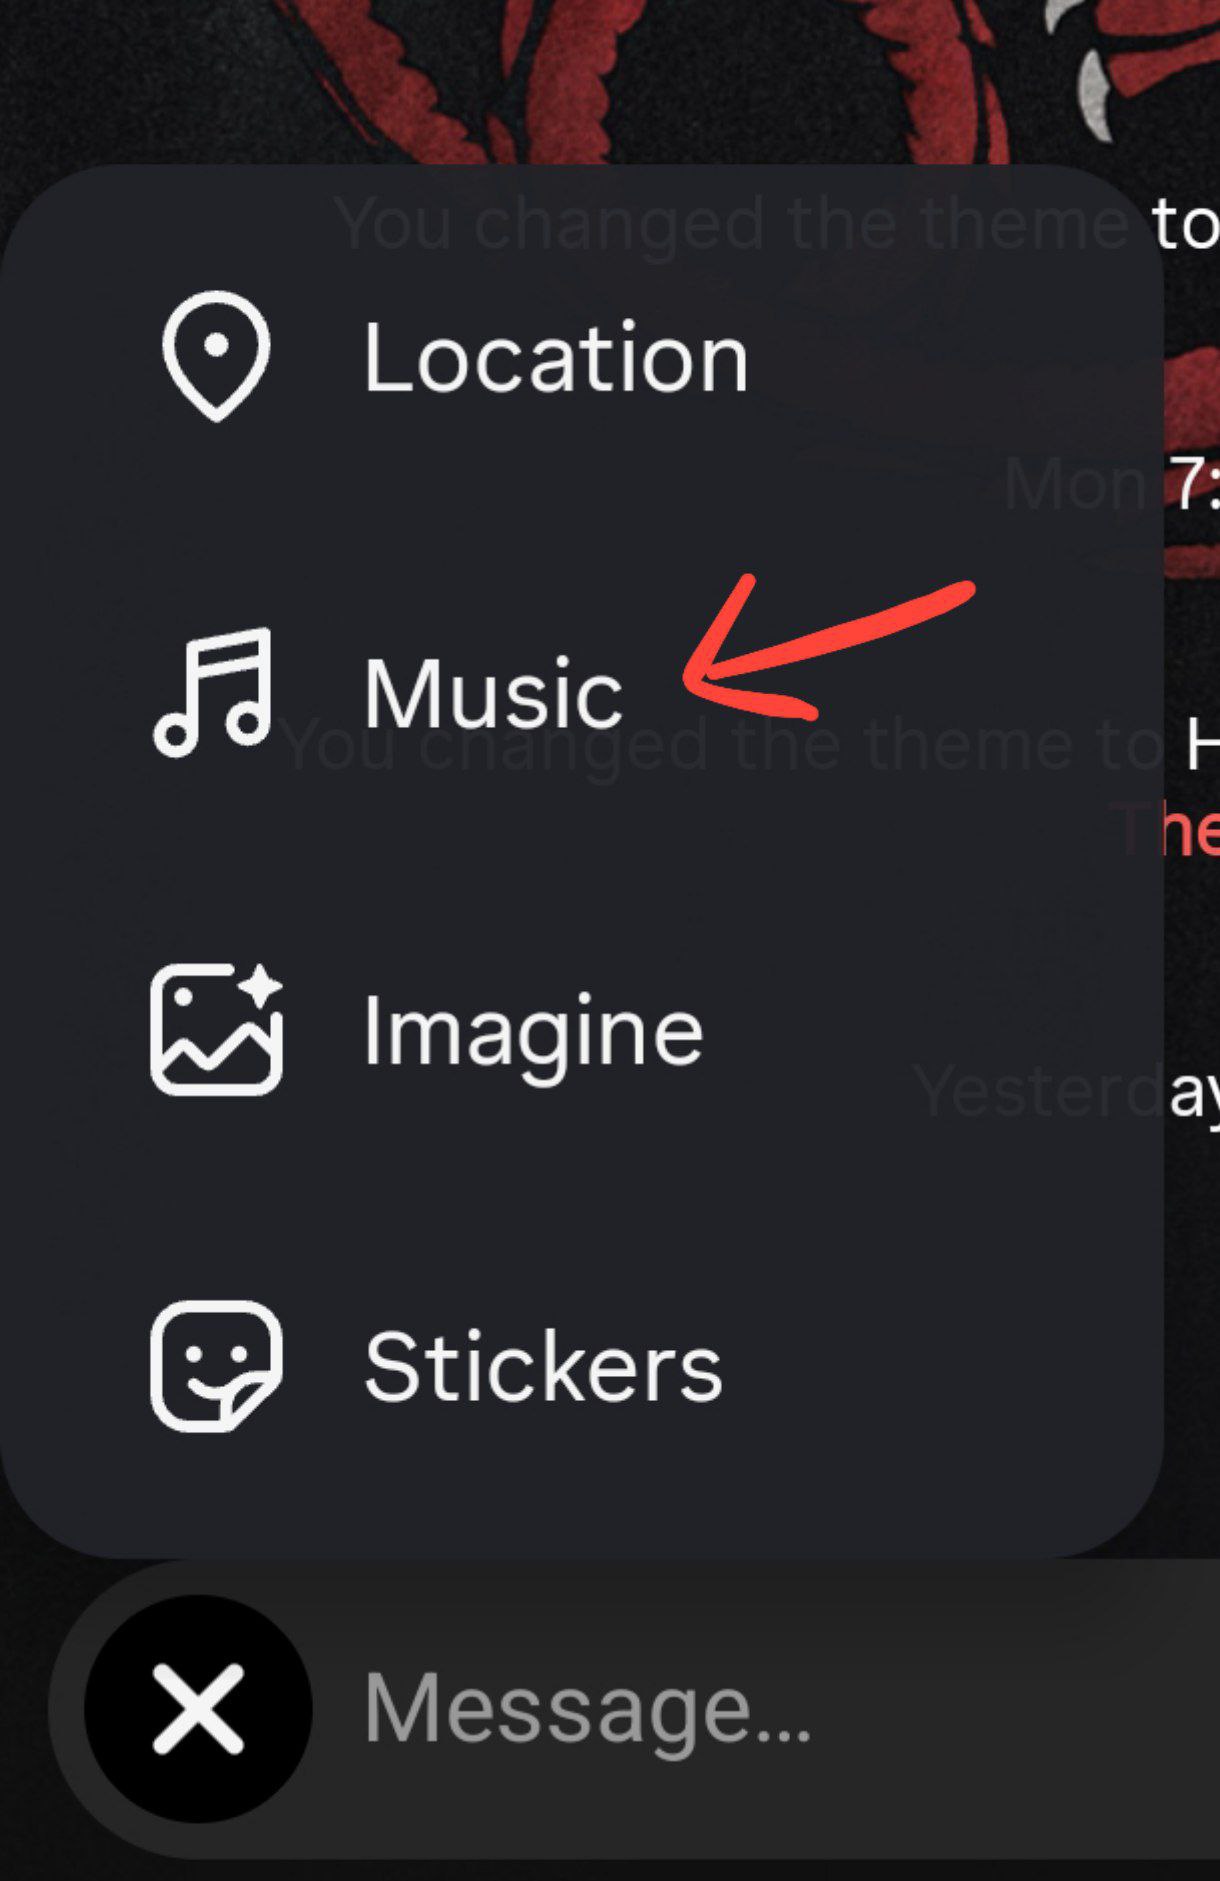 You changed the theme to
Location
Mon 7:
Music
You changed the theme to H
The
Imagine
Yesterday
Stickers
Message...